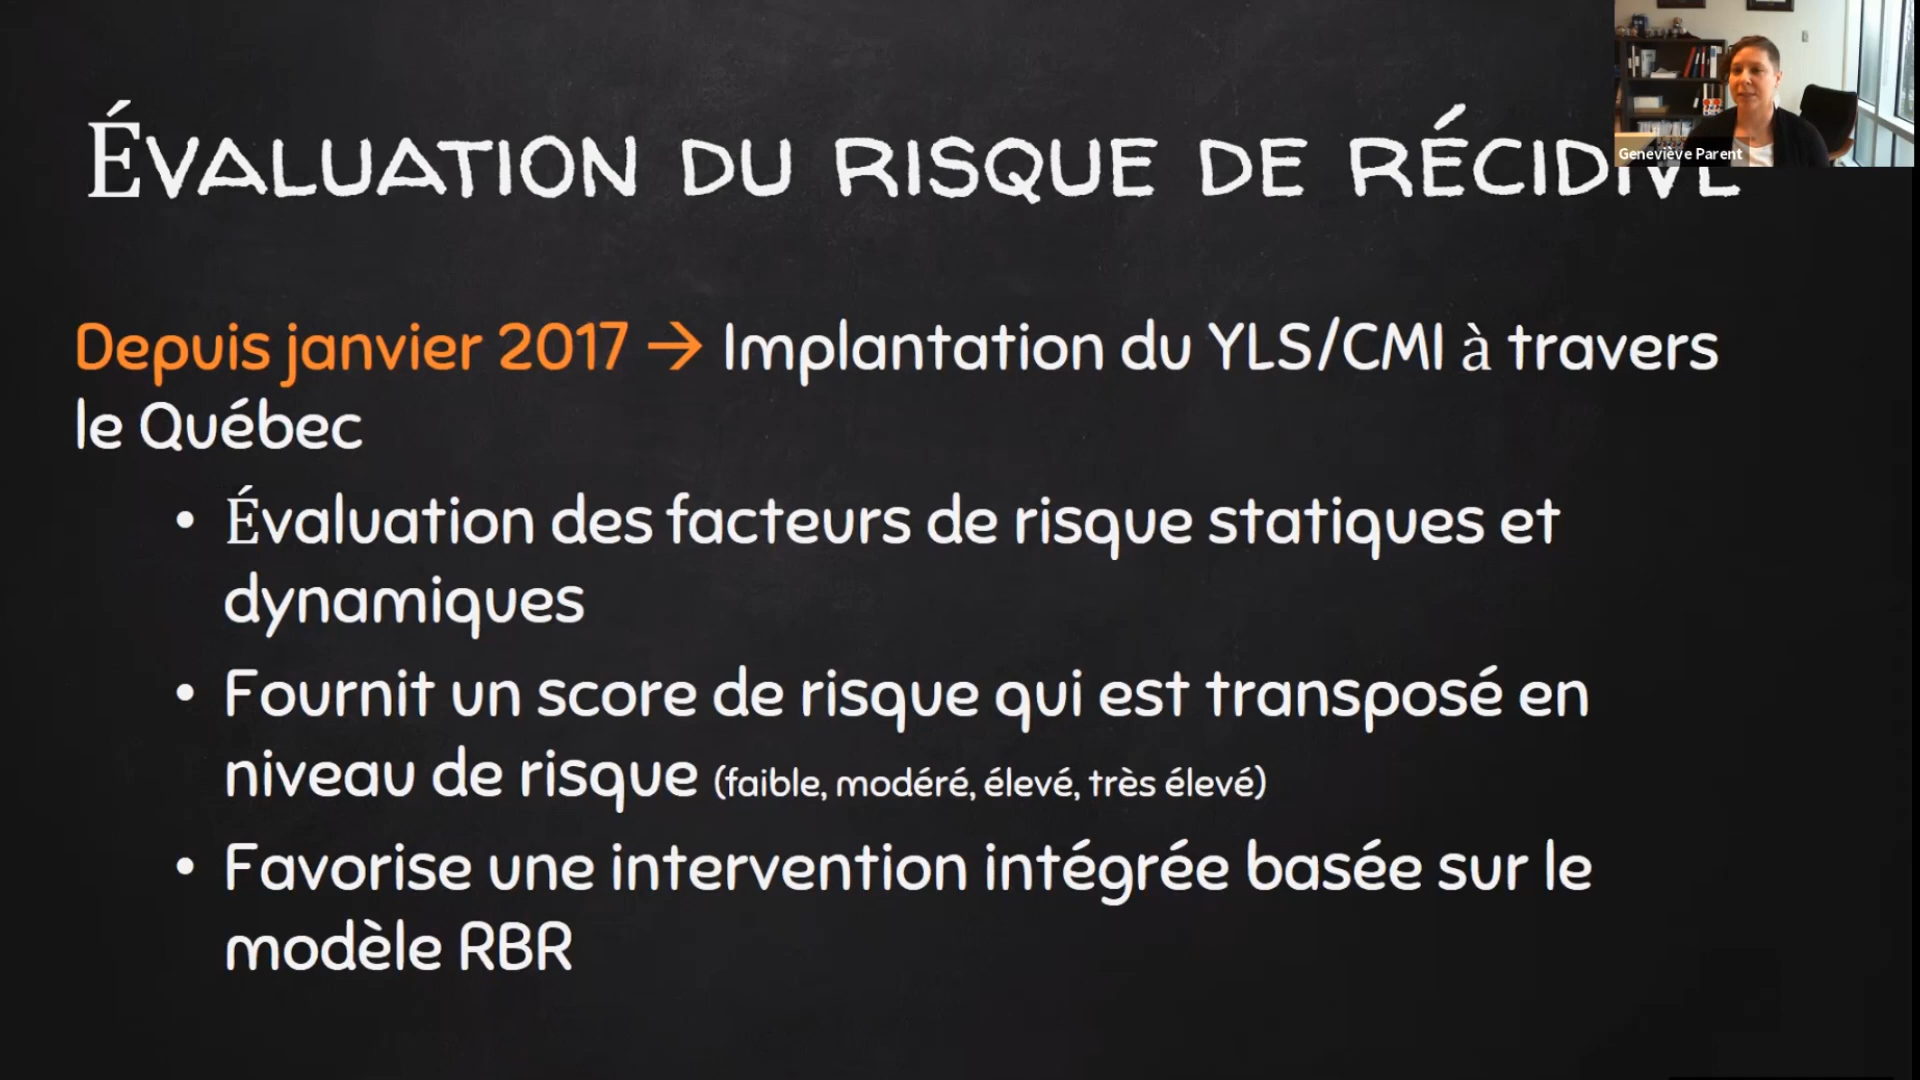 Évaluation du risque de récidive
Geneviève Parent
Depuis janvier 2017 → Implantation du YLS/CMI à travers
le Québec
• Évaluation des facteurs de risque statiques et
dynamiques
• Fournit un score de risque qui est transposé en
niveau de risque (faible, modéré, élevé, très élevé)
• Favorise une intervention intégrée basée sur le
modèle RBR